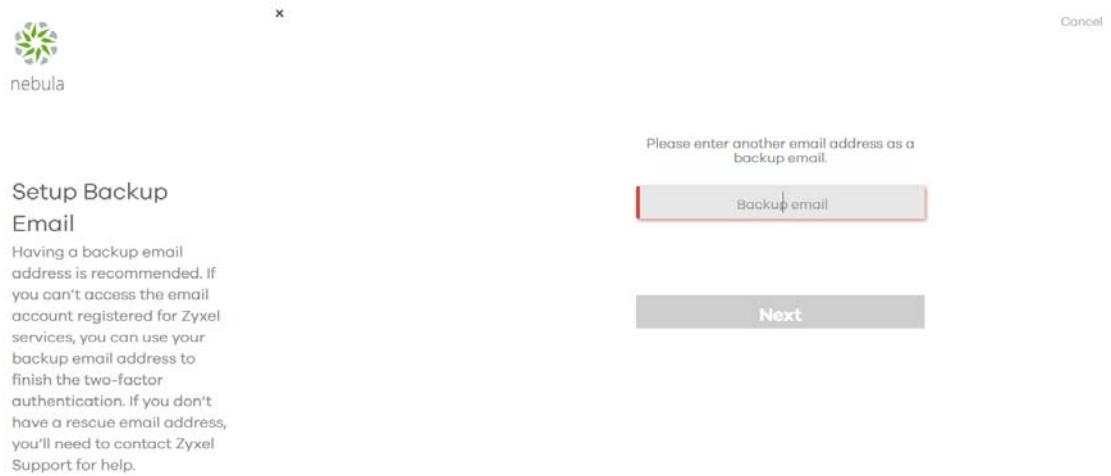 x
Cancel
nebula
Setup Backup
Email
Having a backup email
address is recommended. If
you can't access the email
account registered for Zyxel
services, you can use your
backup email address to
finish the two-factor
authentication. If you don't
have a rescue email address,
you'll need to contact Zyxel
Support for help.
Please enter another email address as a
backup email.
Backup email
Next